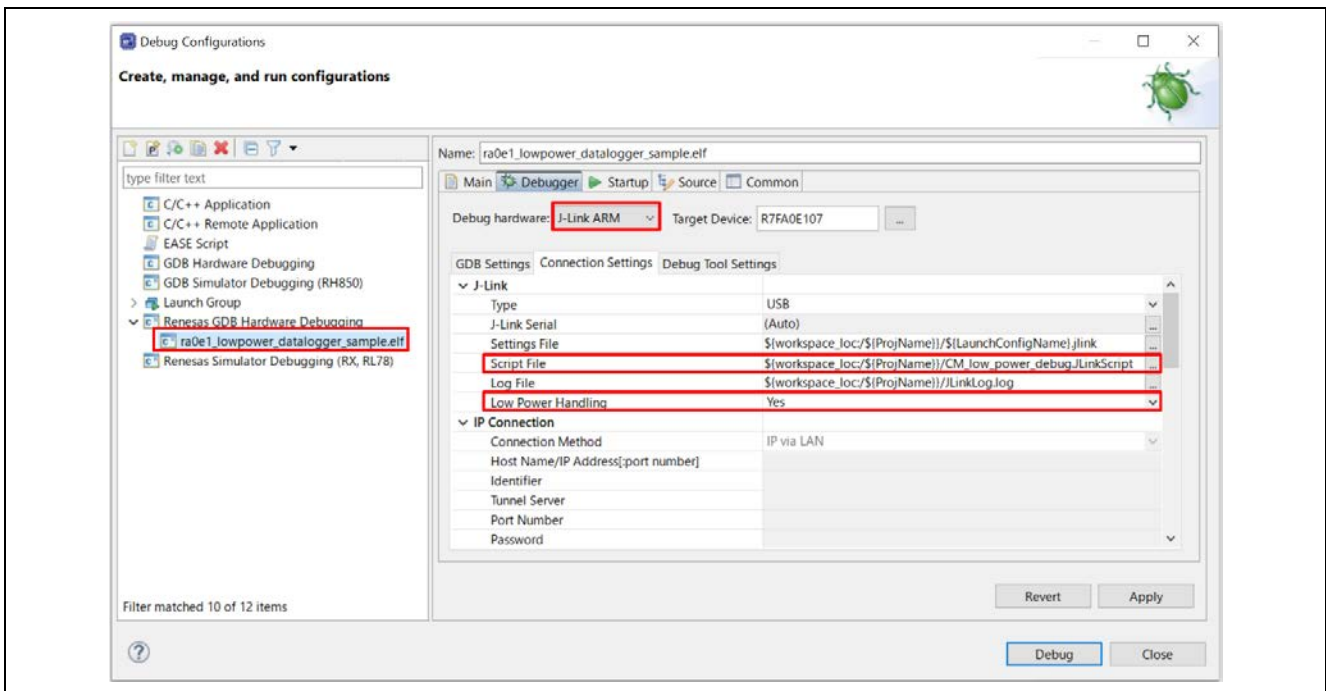 Debug Configurations
Create, manage, and run configurations
type filter text
C/C++ Application
C/C++ Remote Application
EASE Script
GDB Hardware Debugging
GDB Simulator Debugging (RH850)
Launch Group
Renesas GDB Hardware Debugging
ra0e1_lowpower_datalogger_sample.elf
Renesas Simulator Debugging (RX, RL78)
Filter matched 10 of 12 items
Name: ra0e1_lowpower_datalogger_sample.elf
Main Debugger Startup Source Common
Debug hardware: J-Link ARM Target Device: R7FA0E107 ...
GDB Settings Connection Settings Debug Tool Settings
J-Link
Type USB
J-Link Serial (Auto) ...
Settings File ${workspace_loc:/${ProjName}}/${LaunchConfigName}.jlink ...
Script File ${workspace_loc:/${ProjName}}/CM_low_power_debug.JLinkScript ...
Log File ${workspace_loc:/${ProjName}}/JLinkLog.log ...
Low Power Handling Yes
IP Connection
Connection Method IP via LAN
Host Name/IP Address[:port number]
Identifier
Tunnel Server
Port Number
Password
Revert Apply
? Debug Close